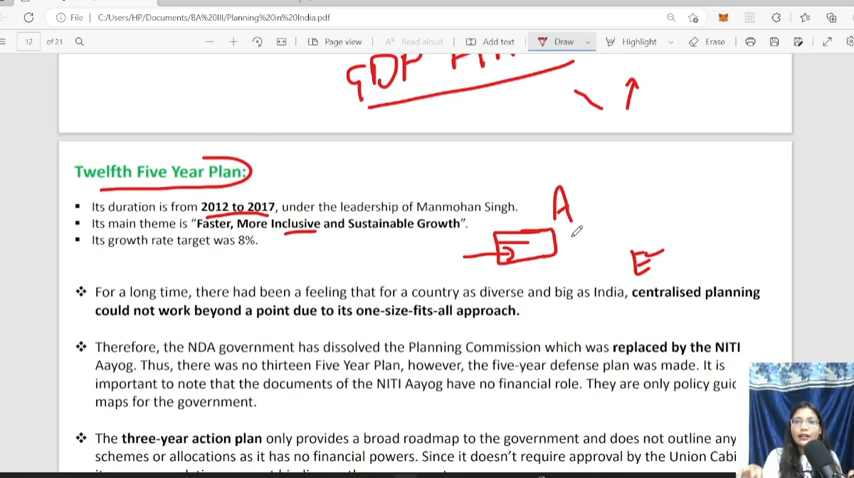 File | C:/Users/HP/Documents/BA%20III/Planning%20in%20India.pdf
12 of 21 Page view Read aloud Add text Draw Highlight Erase
GDP
Twelfth Five Year Plan:
▪ Its duration is from 2012 to 2017, under the leadership of Manmohan Singh.
▪ Its main theme is “Faster, More Inclusive and Sustainable Growth”.
▪ Its growth rate target was 8%.
A
E
❖ For a long time, there had been a feeling that for a country as diverse and big as India, centralised planning
could not work beyond a point due to its one-size-fits-all approach.
❖ Therefore, the NDA government has dissolved the Planning Commission which was replaced by the NITI
Aayog. Thus, there was no thirteen Five Year Plan, however, the five-year defense plan was made. It is
important to note that the documents of the NITI Aayog have no financial role. They are only policy guid
maps for the government.
❖ The three-year action plan only provides a broad roadmap to the government and does not outline any
schemes or allocations as it has no financial powers. Since it doesn’t require approval by the Union Cabi